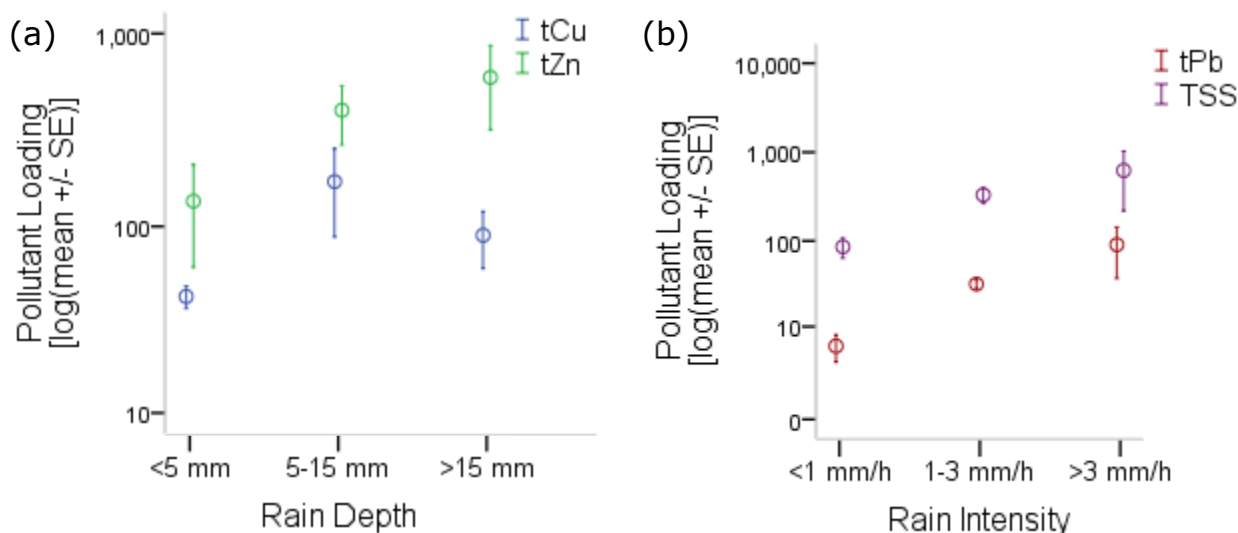 (a)
Pollutant Loading
[log(mean +/- SE)]
1,000
100
10
tCu
tZn
<5 mm
5-15 mm
>15 mm
Rain Depth
(b)
Pollutant Loading
[log(mean +/- SE)]
10,000
1,000
100
10
0
tPb
TSS
<1 mm/h
1-3 mm/h
>3 mm/h
Rain Intensity